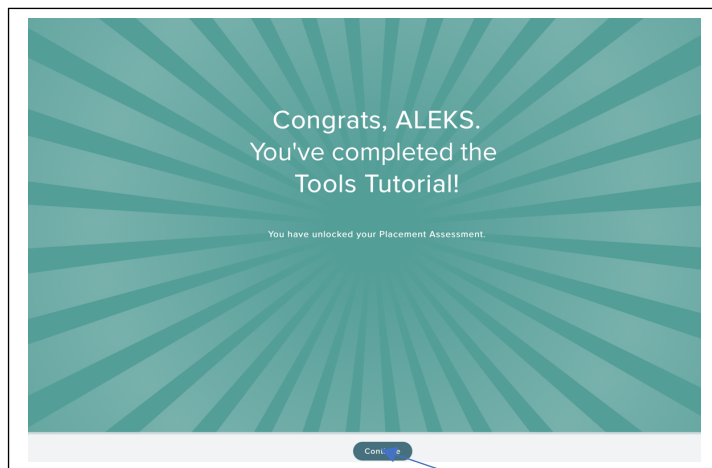 Congrats, ALEKS.
You've completed the
Tools Tutorial!
You have unlocked your Placement Assessment.